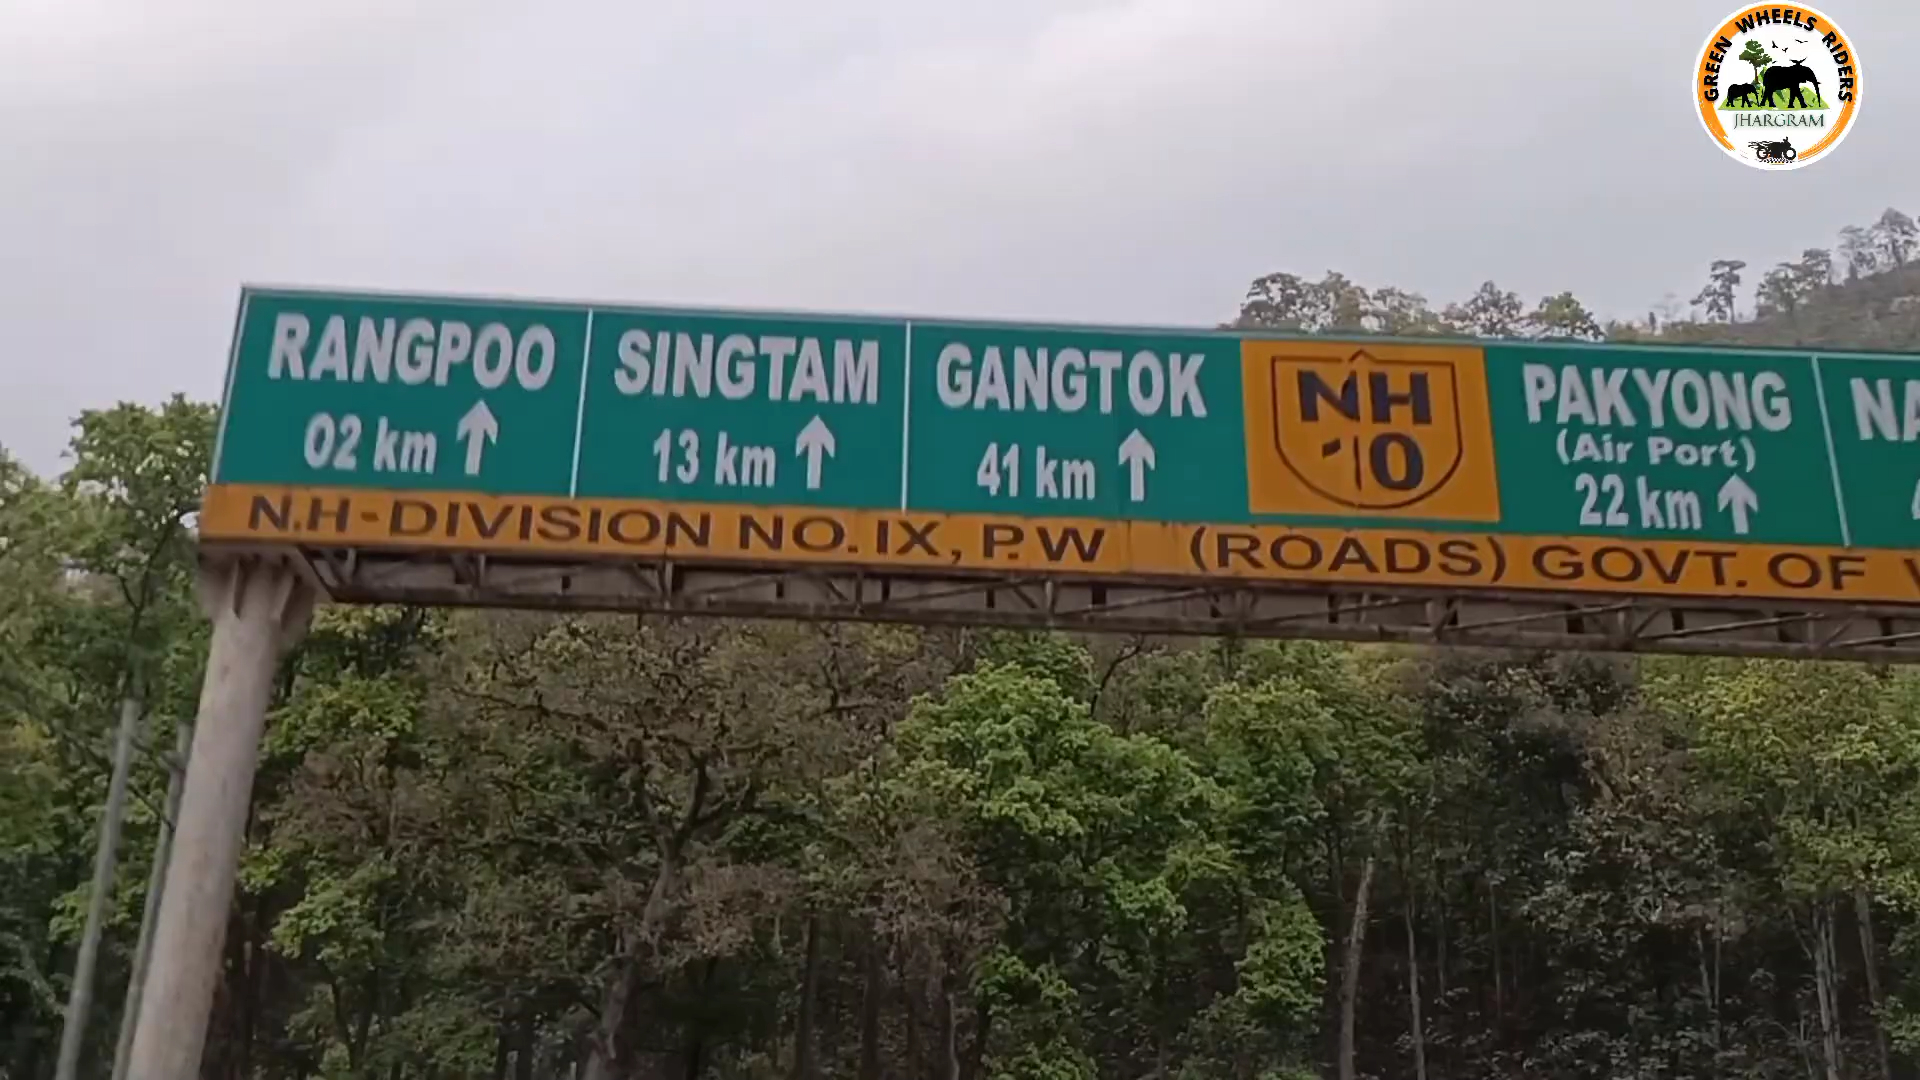 GREEN WHEELS RIDERS
JHARGRAM
RANGPOO
02 km
SINGTAM
13 km
GANGTOK
41 km
NH
10
PAKYONG
(Air Port)
22 km
N.H-DIVISION NO. IX, P.W (ROADS) GOVT. OF